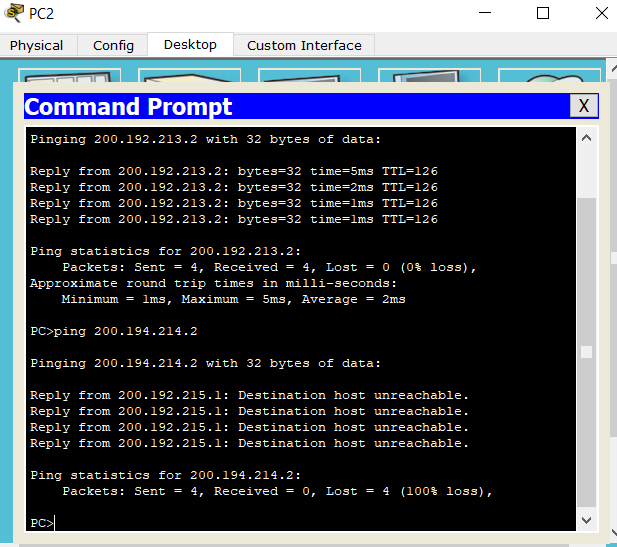 PC2
Physical Config Desktop Custom Interface
Command Prompt X
Pinging 200.192.213.2 with 32 bytes of data:
Reply from 200.192.213.2: bytes=32 time=5ms TTL=126
Reply from 200.192.213.2: bytes=32 time=2ms TTL=126
Reply from 200.192.213.2: bytes=32 time=1ms TTL=126
Reply from 200.192.213.2: bytes=32 time=1ms TTL=126
Ping statistics for 200.192.213.2:
Packets: Sent = 4, Received = 4, Lost = 0 (0% loss),
Approximate round trip times in milli-seconds:
Minimum = 1ms, Maximum = 5ms, Average = 2ms
PC>ping 200.194.214.2
Pinging 200.194.214.2 with 32 bytes of data:
Reply from 200.192.215.1: Destination host unreachable.
Reply from 200.192.215.1: Destination host unreachable.
Reply from 200.192.215.1: Destination host unreachable.
Reply from 200.192.215.1: Destination host unreachable.
Ping statistics for 200.194.214.2:
Packets: Sent = 4, Received = 0, Lost = 4 (100% loss),
PC>